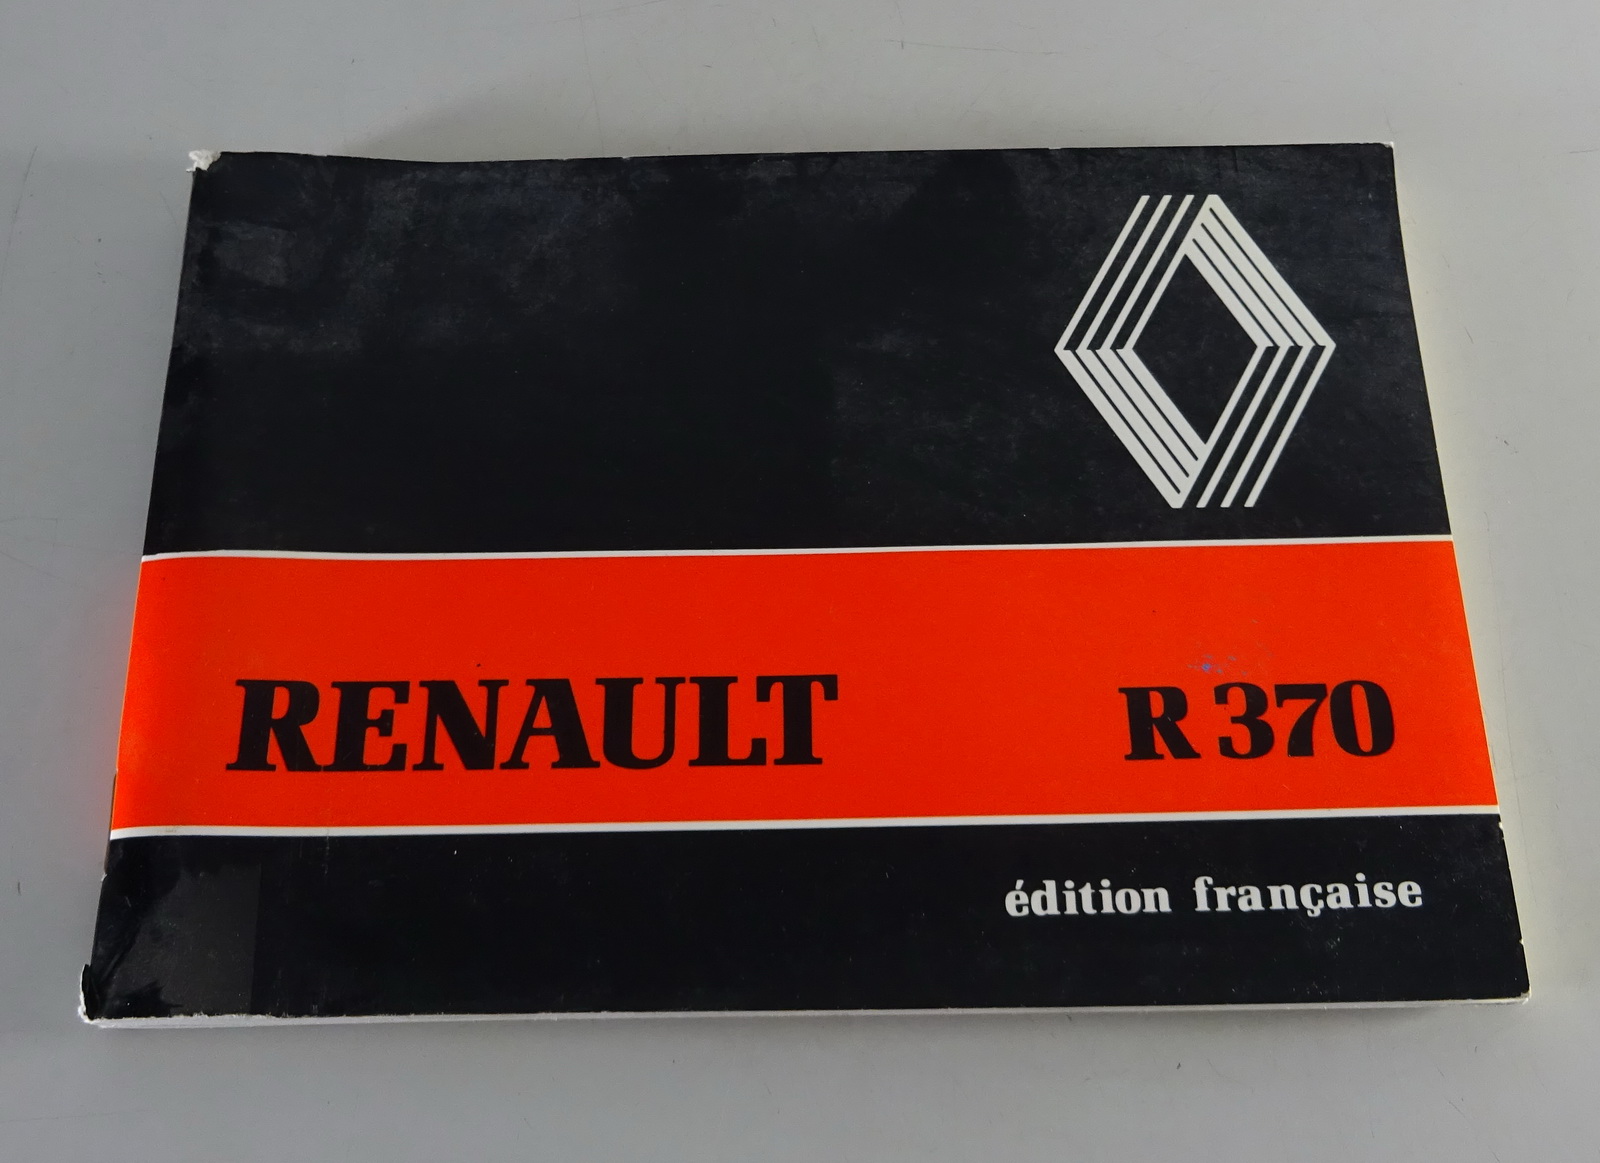 RENAULT R 370
édition française